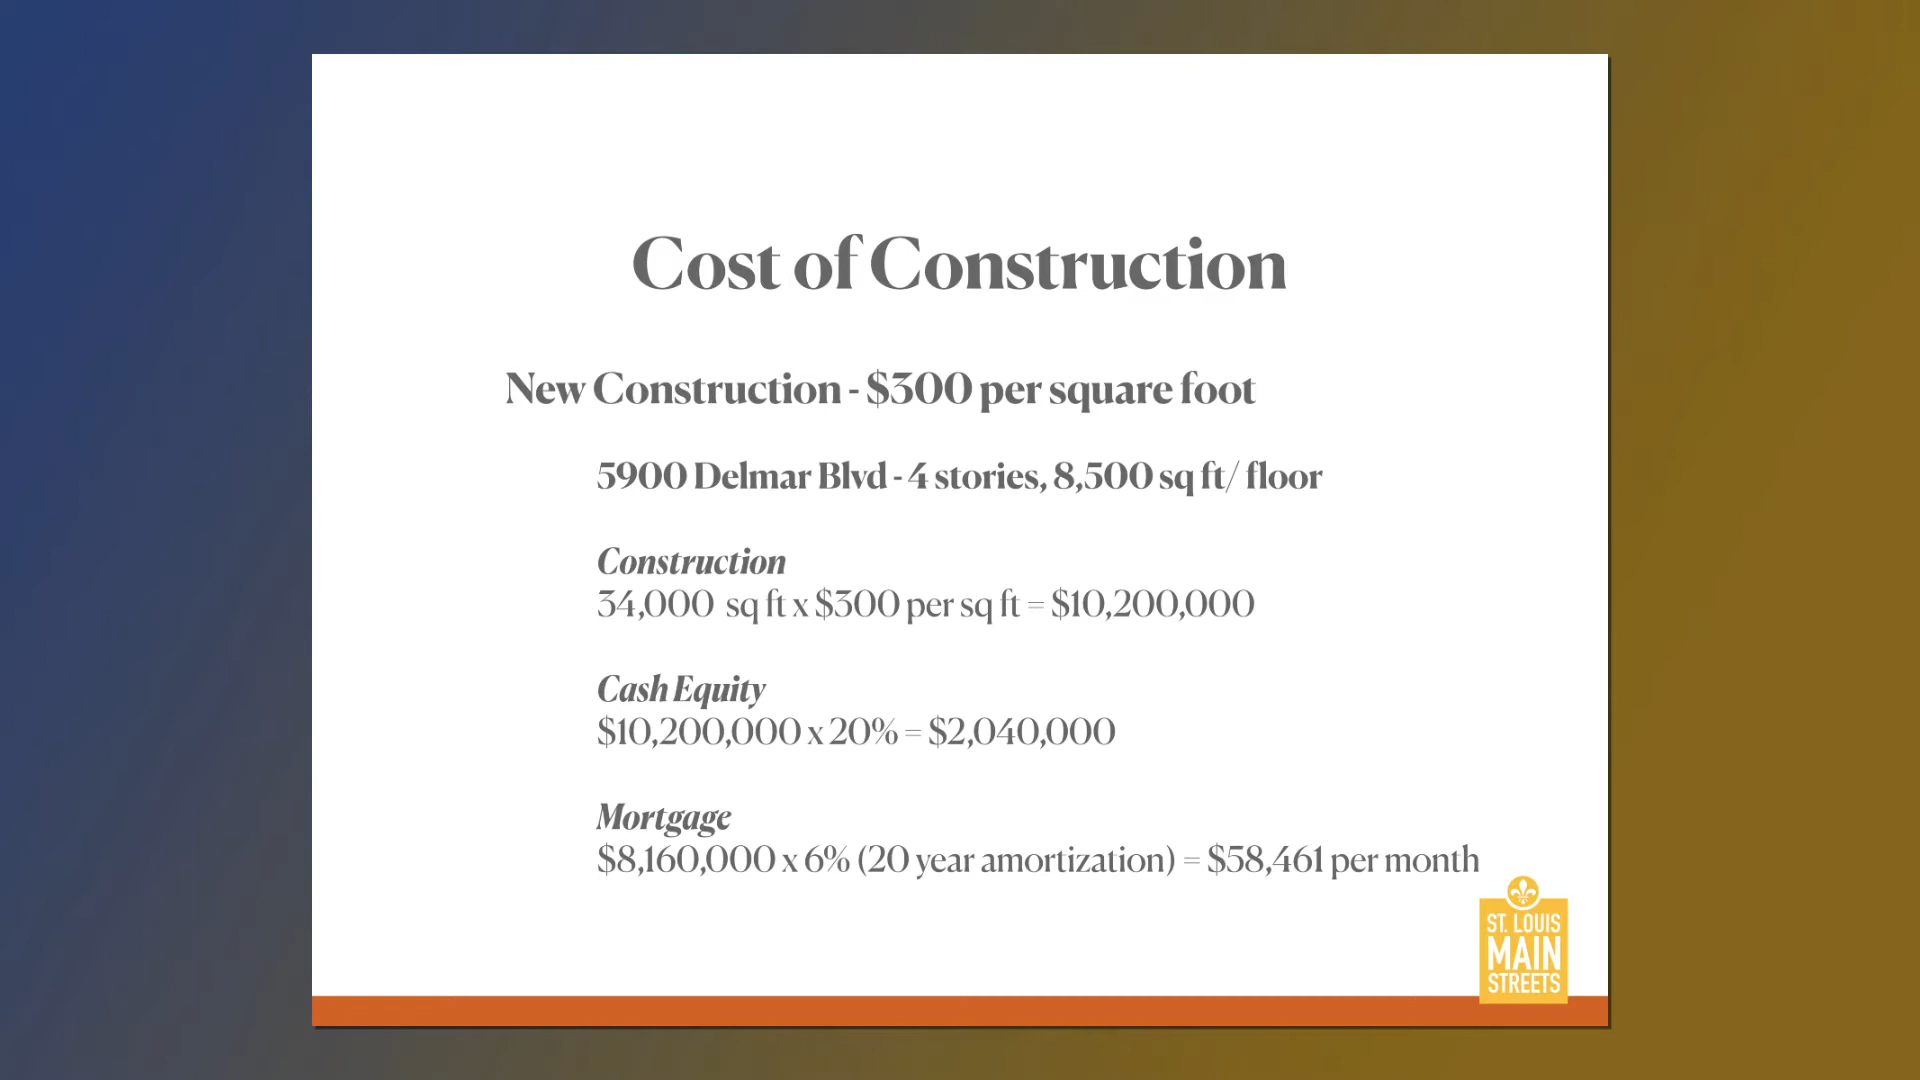 Cost of Construction
New Construction - $300 per square foot
5900 Delmar Blvd - 4 stories, 8,500 sq ft/ floor
Construction
34,000 sq ft x $300 per sq ft = $10,200,000
Cash Equity
$10,200,000 x 20% = $2,040,000
Mortgage
$8,160,000 x 6% (20 year amortization) = $58,461 per month
ST. LOUIS
MAIN
STREETS